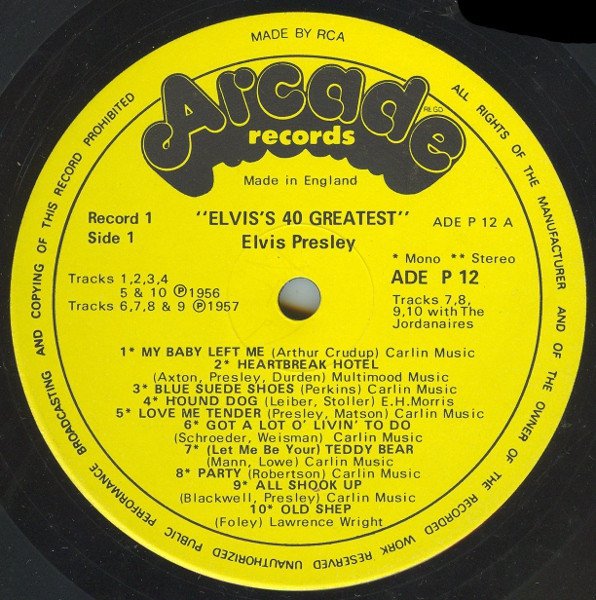 MADE BY RCA
ALL RIGHTS OF THE MANUFACTURER AND OF THE OWNER OF THE RECORDED WORK RESERVED UNAUTHORIZED PUBLIC PERFORMANCE BROADCASTING AND COPYING OF THIS RECORD PROHIBITED
Arcade
records
Made in England
Record 1 "ELVIS'S 40 GREATEST" ADE P 12 A
Side 1 Elvis Presley
* Mono ** Stereo
ADE P 12
Tracks 1,2,3,4
5 & 10 ℗1956
Tracks 6,7,8 & 9 ℗1957
Tracks 7,8,
9,10 with The
Jordanaires
1* MY BABY LEFT ME (Arthur Crudup) Carlin Music
2* HEARTBREAK HOTEL
(Axton, Presley, Durden) Multimood Music
3* BLUE SUEDE SHOES (Perkins) Carlin Music
4* HOUND DOG (Leiber, Stoller) E.H.Morris
5* LOVE ME TENDER (Presley, Matson) Carlin Music
6* GOT A LOT O' LIVIN' TO DO
(Schroeder, Weisman) Carlin Music
7* (Let Me Be Your) TEDDY BEAR
(Mann, Lowe) Carlin Music
8* PARTY (Robertson) Carlin Music
9* ALL SHOOK UP
(Blackwell, Presley) Carlin Music
10* OLD SHEP
(Foley) Lawrence Wright